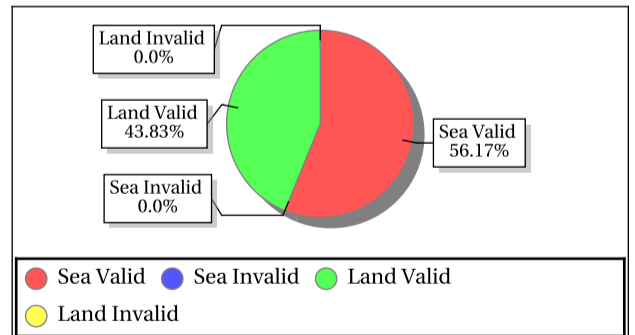 Land Invalid
0.0%
Land Valid
43.83%
Sea Valid
56.17%
Sea Invalid
0.0%
Sea Valid Sea Invalid Land Valid
Land Invalid